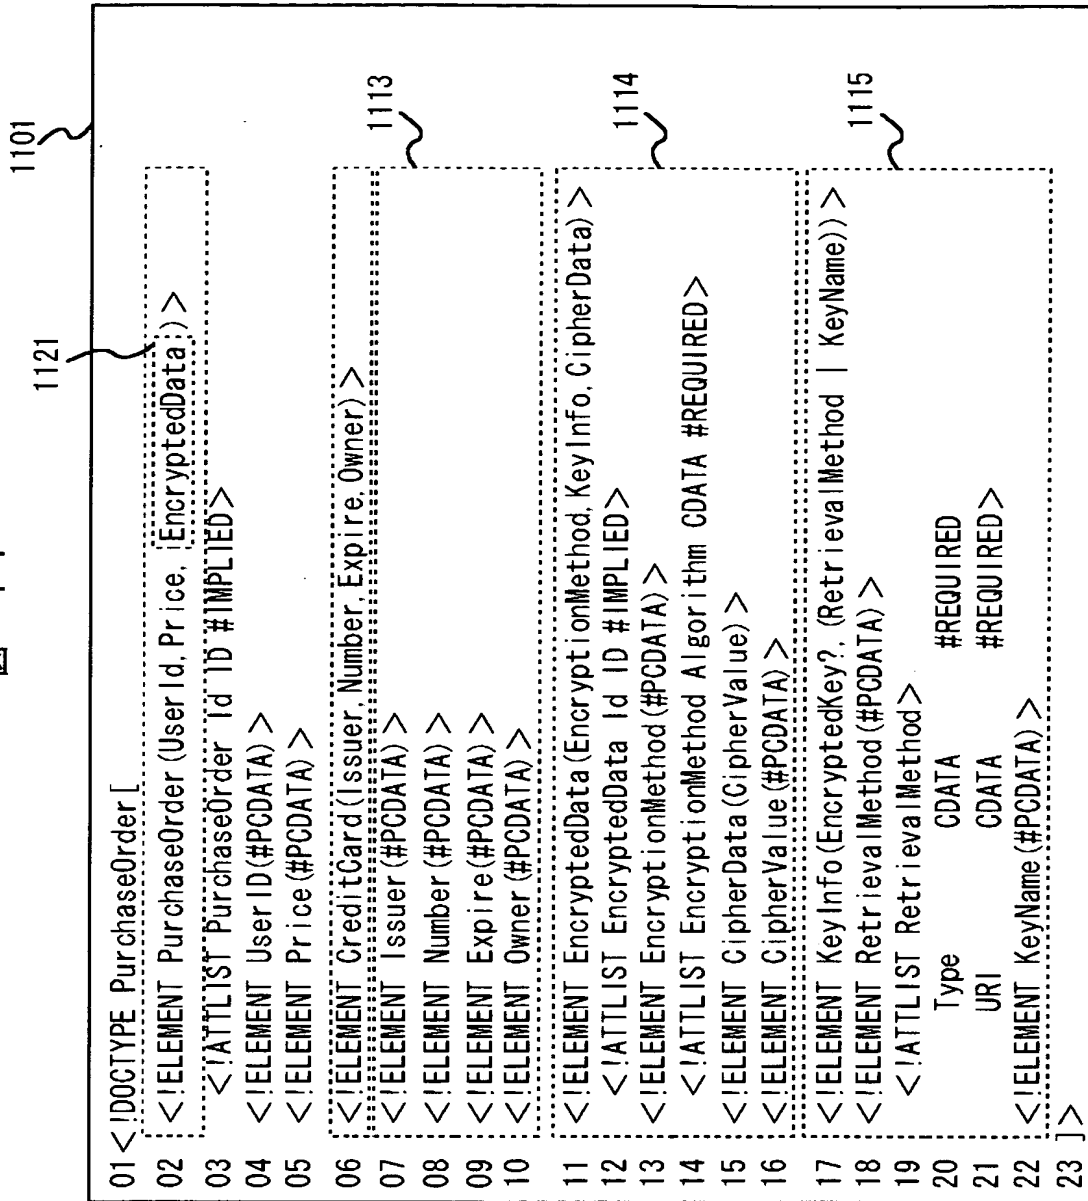 図
1101
01 <!DOCTYPE PurchaseOrder[
1121
02 <!ELEMENT PurchaseOrder(UserId,Price, EncryptedData)>
03 <!ATTLIST PurchaseOrder Id ID #IMPLIED>
04 <!ELEMENT UserID(#PCDATA)>
05 <!ELEMENT Price(#PCDATA)>
06 <!ELEMENT CreditCard(Issuer,Number,Expire,Owner)>
1113
07 <!ELEMENT Issuer(#PCDATA)>
08 <!ELEMENT Number(#PCDATA)>
09 <!ELEMENT Expire(#PCDATA)>
10 <!ELEMENT Owner(#PCDATA)>
1114
11 <!ELEMENT EncryptedData(EncryptionMethod,KeyInfo,CipherData)>
12 <!ATTLIST EncryptedData Id ID #IMPLIED>
13 <!ELEMENT EncryptionMethod(#PCDATA)>
14 <!ATTLIST EncryptionMethod Algorithm CDATA #REQUIRED>
15 <!ELEMENT CipherData(CipherValue)>
16 <!ELEMENT CipherValue(#PCDATA)>
1115
17 <!ELEMENT KeyInfo(EncryptedKey?,(RetrievalMethod | KeyName))>
18 <!ELEMENT RetrievalMethod(#PCDATA)>
19 <!ATTLIST RetrievalMethod>
20 Type CDATA #REQUIRED
21 URI CDATA #REQUIRED>
22 <!ELEMENT KeyName(#PCDATA)>
23 ]>